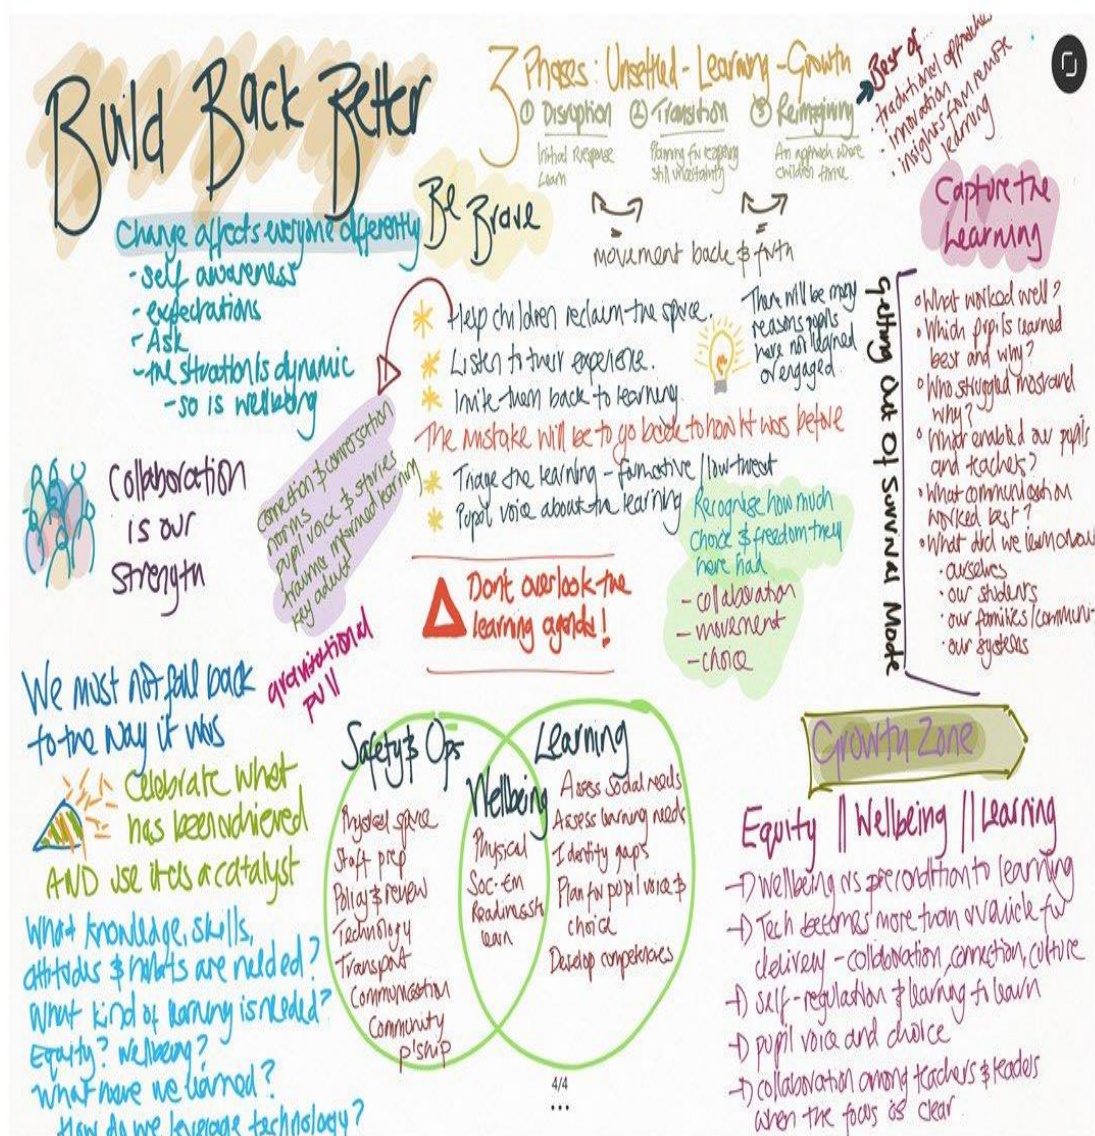 Build Back Better
3 Phases: Unsettled - Learning - Growth
① Disruption
Initial Response
Learn
② Transition
Planning for reopening
still uncertainty
③ Reimagining
An approach where
children thrive
movement back & forth
Best of...
· traditional approaches
· innovation
· insights from remote
learning
Change affects everyone differently
- self awareness
- expectations
- Ask
- the situation is dynamic
- so is wellbeing
Be
Brave
Help children reclaim the space.
Listen to their experience.
Invite them back to learning.
The mistake will be to go back to how it was before
Triage the learning - formative / low threat
Pupil voice about the learning
There will be many
reasons pupils
have not learned
or engaged
Capture the
Learning
Getting Out Of Survival Mode
What worked well?
Which pupils learned
best and why?
Who struggled most and
why?
What enabled our pupils
and teachers?
What communication
worked best?
What did we learn about
· ourselves
· our students
· our families/communit
· our systems
Collaboration
is our
Strength
Connection & conversation
norms
pupil voice & stories
trauma informed learning
key adult
Recognise how much
choice & freedom they
have had
- collaboration
- movement
- choice
Dont overlook the
learning agenda!
We must not fall back
to the way it was
gravitational
pull
Celebrate what
has been achieved
AND use it as a catalyst
What knowledge, skills,
attitudes & habits are needed?
What kind of learning is needed?
Equity? Wellbeing?
What have we learned?
How do we leverage technology?
Safety & Ops
Physical space
Staff prep
Policy & review
Technology
Transport
Communication
Community
p'ship
Wellbeing
Physical
Soc-Em
Readiness to
learn
Learning
Assess social needs
Assess learning needs
Identify gaps
Plan for pupil voice &
choice
Develop competencies
Growth Zone
Equity || Wellbeing || Learning
Wellbeing as precondition to learning
Tech becomes more than a vehicle for
delivery - collaboration, connection, culture
self-regulation & learning to learn
pupil voice and choice
collaboration among teachers & leaders
when the focus is clear
4/4